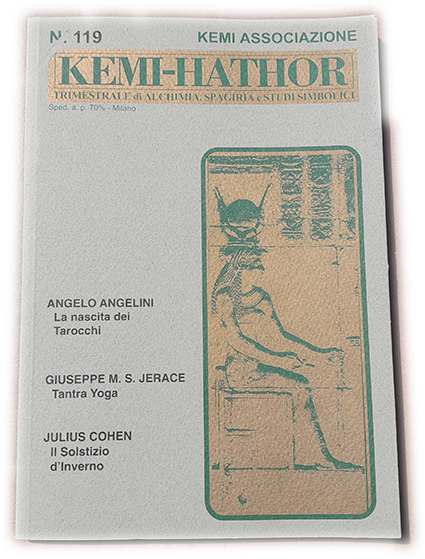 N. 119 KEMI ASSOCIAZIONE
KEMI-HATHOR
TRIMESTRALE di ALCHIMIA, SPAGIRIA e STUDI SIMBOLICI
Sped. a. p. 70% - Milano
ANGELO ANGELINI
La nascita dei
Tarocchi
GIUSEPPE M. S. JERACE
Tantra Yoga
JULIUS COHEN
Il Solstizio
d'Inverno